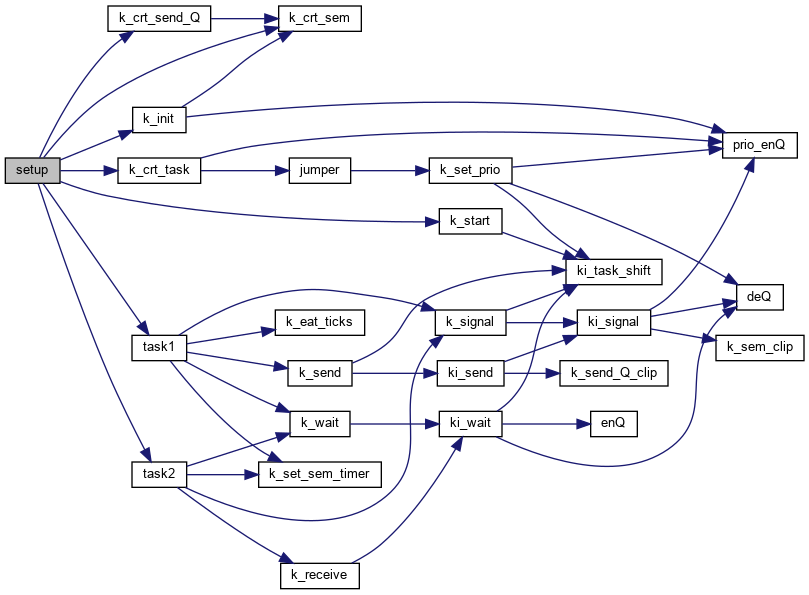 k_crt_send_Q
k_crt_sem
k_init
prio_enQ
setup
k_crt_task
jumper
k_set_prio
k_start
ki_task_shift
deQ
k_eat_ticks
k_signal
ki_signal
task1
k_sem_clip
k_send
ki_send
k_send_Q_clip
k_wait
ki_wait
enQ
task2
k_set_sem_timer
k_receive